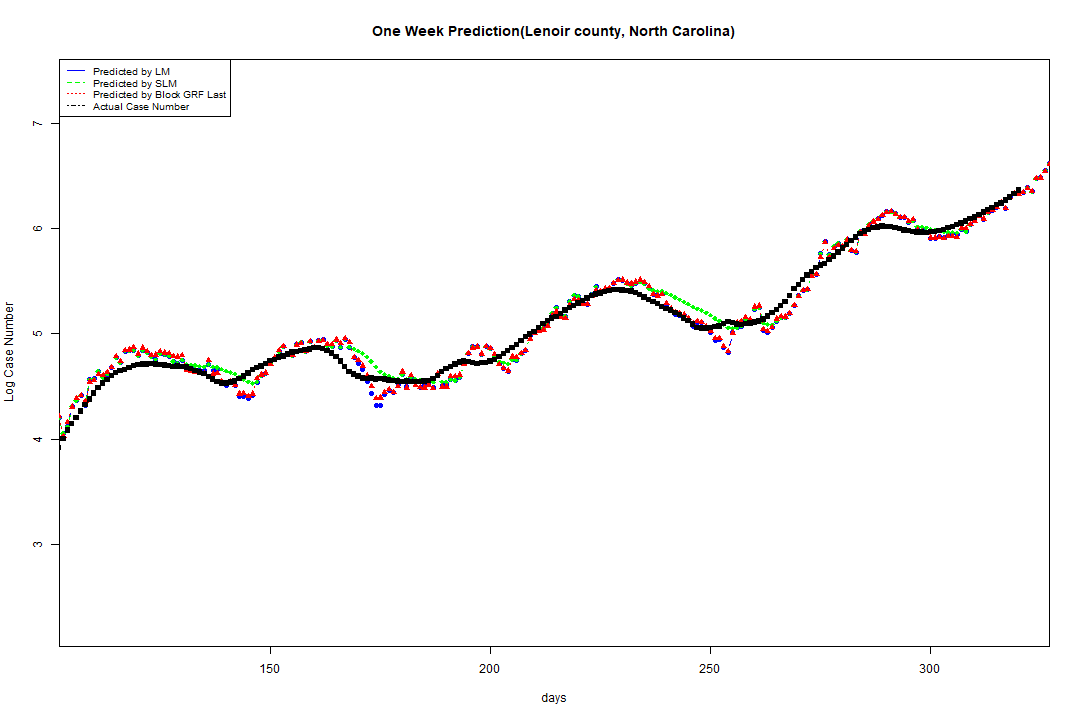 One Week Prediction(Lenoir county, North Carolina)
Predicted by LM
Predicted by SLM
Predicted by Block GRF Last
Actual Case Number
7
6
5
4
3
Log Case Number
150
200
250
300
days